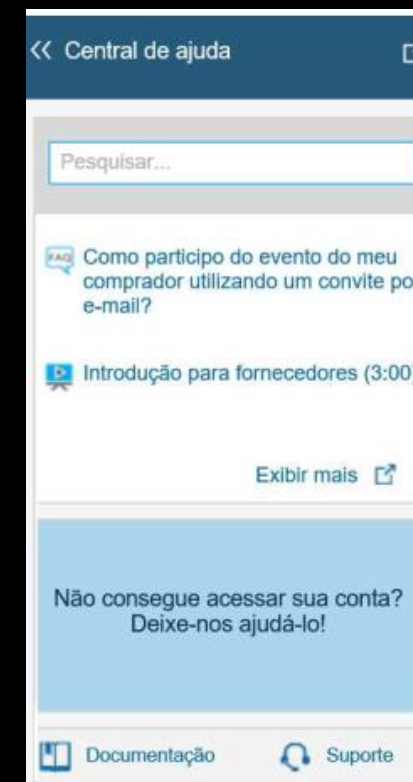 << Central de ajuda
Pesquisar...
FAQ
Como participo do evento do meu
comprador utilizando um convite po
e-mail?
Introdução para fornecedores (3:00)
Exibir mais
Não consegue acessar sua conta?
Deixe-nos ajudá-lo!
Documentação
Suporte